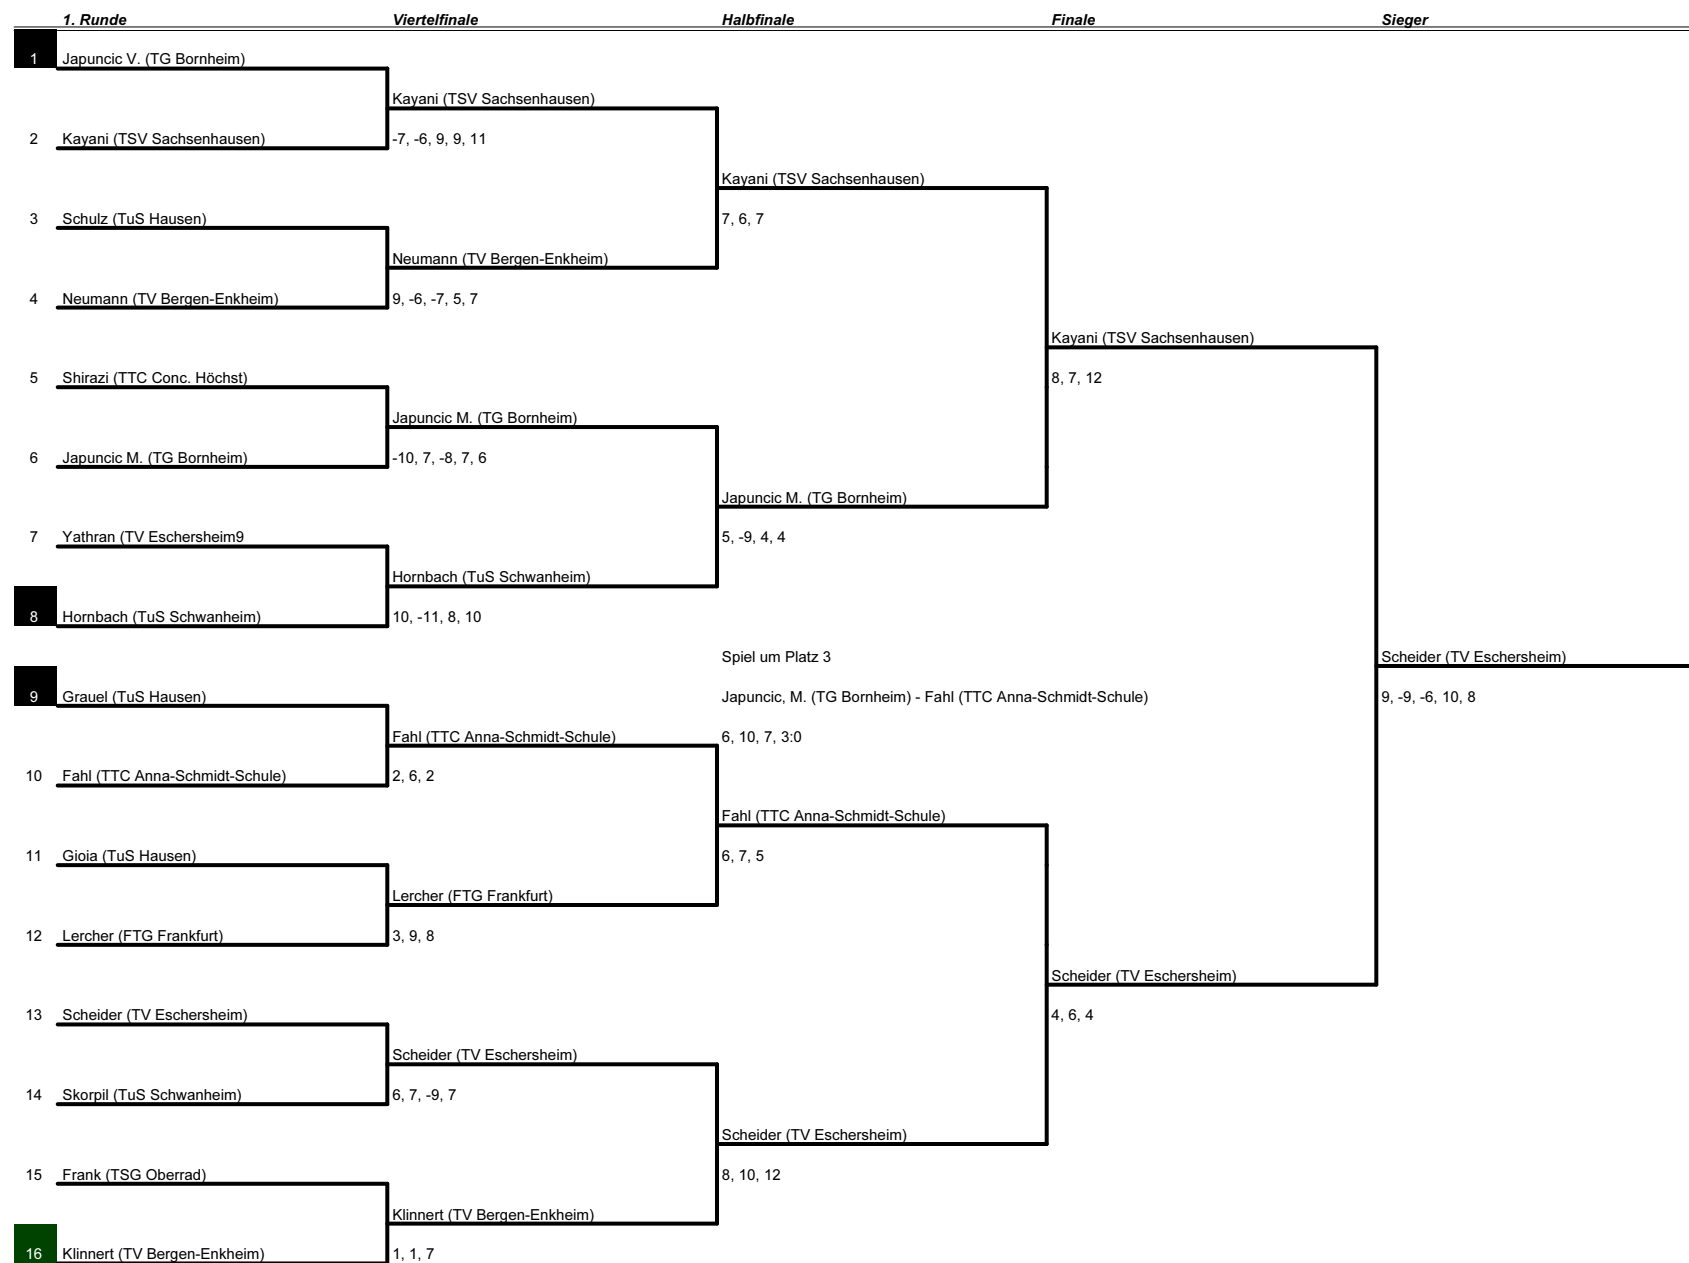 1. Runde Viertelfinale Halbfinale Finale Sieger
1 Japuncic V. (TG Bornheim)
Kayani (TSV Sachsenhausen)
2 Kayani (TSV Sachsenhausen) -7, -6, 9, 9, 11
Kayani (TSV Sachsenhausen)
3 Schulz (TuS Hausen) 7, 6, 7
Neumann (TV Bergen-Enkheim)
4 Neumann (TV Bergen-Enkheim) 9, -6, -7, 5, 7
Kayani (TSV Sachsenhausen)
5 Shirazi (TTC Conc. Höchst) 8, 7, 12
Japuncic M. (TG Bornheim)
6 Japuncic M. (TG Bornheim) -10, 7, -8, 7, 6
Japuncic M. (TG Bornheim)
7 Yathran (TV Eschersheim9 5, -9, 4, 4
Hornbach (TuS Schwanheim)
8 Hornbach (TuS Schwanheim) 10, -11, 8, 10
Spiel um Platz 3 Scheider (TV Eschersheim)
9 Grauel (TuS Hausen) Japuncic, M. (TG Bornheim) - Fahl (TTC Anna-Schmidt-Schule) 9, -9, -6, 10, 8
Fahl (TTC Anna-Schmidt-Schule) 6, 10, 7, 3:0
10 Fahl (TTC Anna-Schmidt-Schule) 2, 6, 2
Fahl (TTC Anna-Schmidt-Schule)
11 Gioia (TuS Hausen) 6, 7, 5
Lercher (FTG Frankfurt)
12 Lercher (FTG Frankfurt) 3, 9, 8
Scheider (TV Eschersheim)
13 Scheider (TV Eschersheim) 4, 6, 4
Scheider (TV Eschersheim)
14 Skorpil (TuS Schwanheim) 6, 7, -9, 7
Scheider (TV Eschersheim)
15 Frank (TSG Oberrad) 8, 10, 12
Klinnert (TV Bergen-Enkheim)
16 Klinnert (TV Bergen-Enkheim) 1, 1, 7